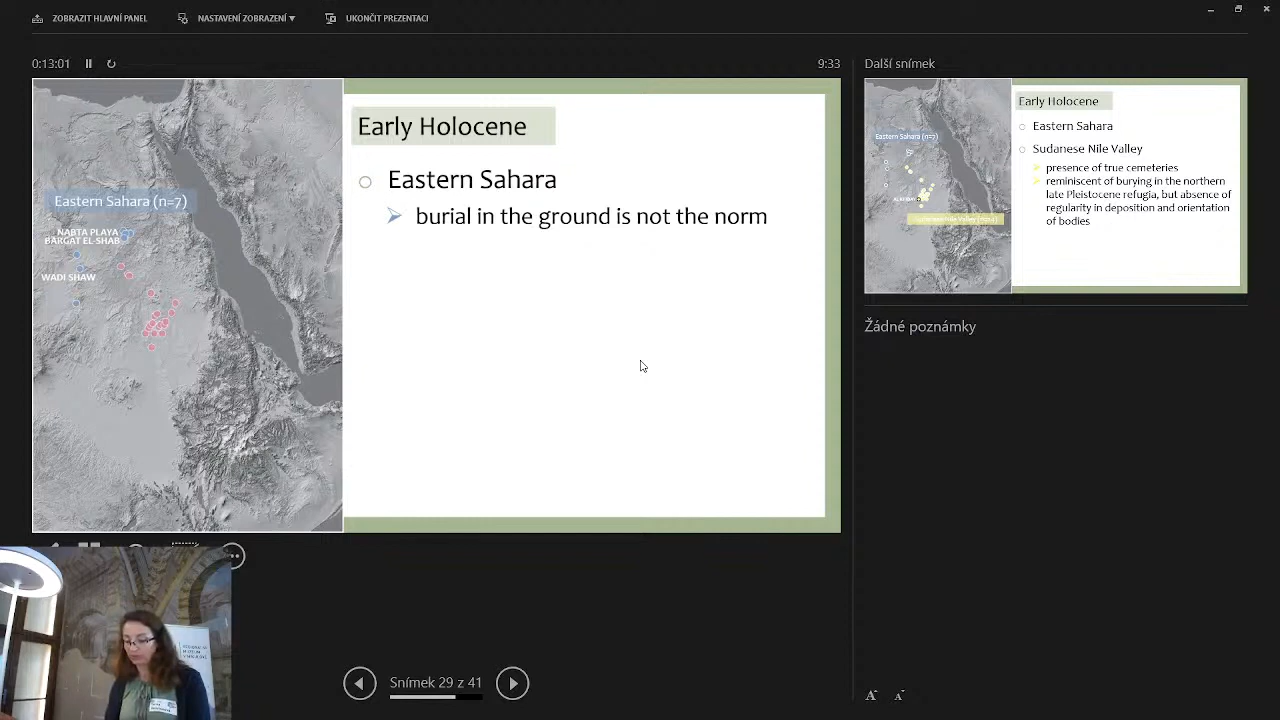 ZOBRAZIT HLAVNÍ PANEL
NASTAVENÍ ZOBRAZENÍ ▼
UKONČIT PREZENTACI
0:13:01
9:33
Early Holocene
Eastern Sahara
burial in the ground is not the norm
Eastern Sahara (n=7)
NABTA PLAYA
BARGAT EL-SHAB
WADI SHAW
Další snímek
Early Holocene
Eastern Sahara
Sudanese Nile Valley
presence of true cemeteries
reminiscent of burying in the northern
late Pleistocene refugia, but absence of
regularity in deposition and orientation
of bodies
Eastern Sahara (n=7)
Žádné poznámky
Snímek 29 z 41
A
A